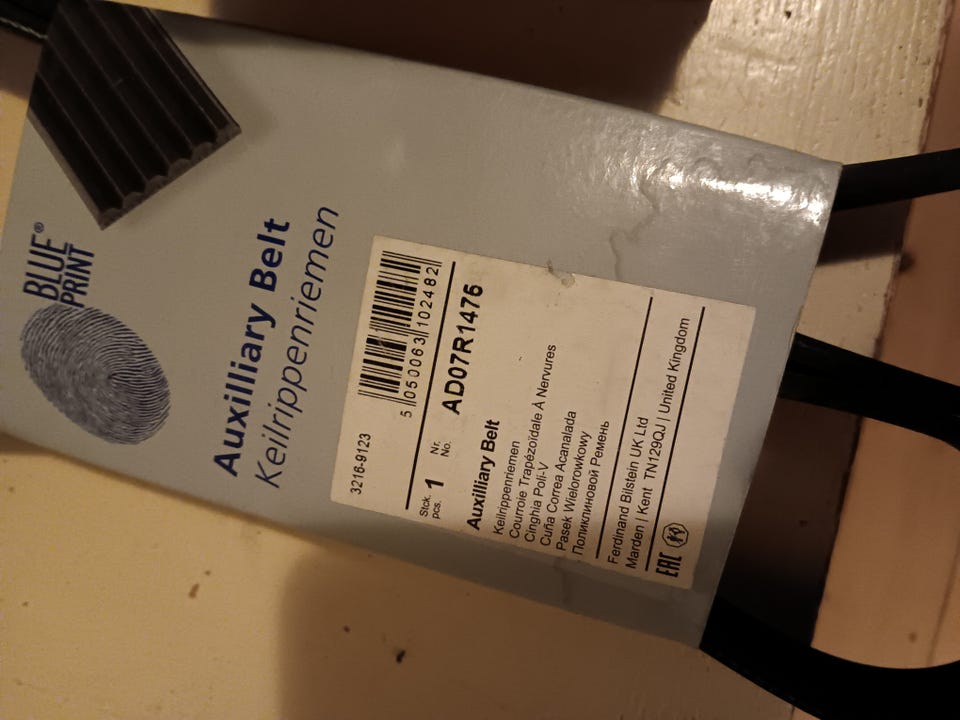 BLUE®
PRINT
Auxilliary Belt
Keilrippenriemen
5 050063 102482
3216-9123
Stck.
pcs.
1
Nr.
No.
AD07R1476
Auxilliary Belt
Keilrippenriemen
Courroie Trapézoïdale À Nervures
Cinghia Poli-V
Cuña Correa Acanalada
Pasek Wielorowkowy
Поликлиновой Ремень
Ferdinand Bilstein UK Ltd
Marden | Kent TN129QJ | United Kingdom
EAC